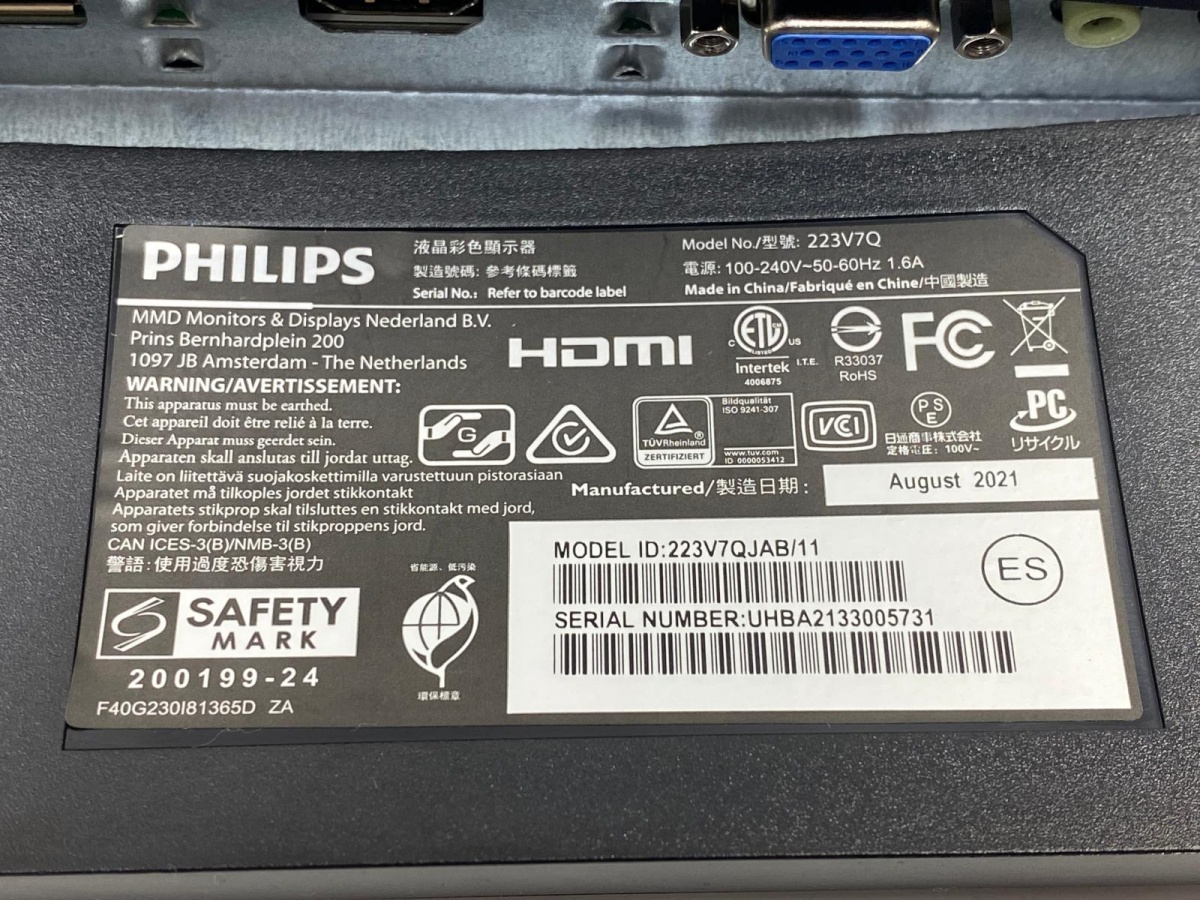 PHILIPS
液晶彩色顯示器
製造號碼: 參考條碼標籤
Serial No.: Refer to barcode label
Model No./型號: 223V7Q
電源: 100-240V~50-60Hz 1.6A
Made in China/Fabriqué en Chine/中國製造
MMD Monitors & Displays Nederland B.V.
Prins Bernhardplein 200
1097 JB Amsterdam - The Netherlands
WARNING/AVERTISSEMENT:
This apparatus must be earthed.
Cet appareil doit être relié à la terre.
Dieser Apparat muss geerdet sein.
Apparaten skall anslutas till jordat uttag.
Laite on liitettävä suojakoskettimilla varustettuun pistorasiaan
Apparatet må tilkoples jordet stikkontakt
Apparatets stikprop skal tilsluttes en stikkontakt med jord,
som giver forbindelse til stikproppens jord.
CAN ICES-3(B)/NMB-3(B)
警語: 使用過度恐傷害視力
HDMI
ETL
CM
LISTED
C US
I.T.E.
Intertek
4006875
R33037
RoHS
FC
G
TÜVRheinland
®
ZERTIFIZIERT
Bildqualität
ISO 9241-307
www.tuv.com
ID 0000053412
VCI
PS
E
日通商事株式会社
定格電圧: 100V~
PC
リサイクル
Manufactured/製造日期:
August 2021
SAFETY
MARK
200199-24
F40G230I81365D ZA
省能源、低污染
環保標章
MODEL ID:223V7QJAB/11
SERIAL NUMBER:UHBA2133005731
ES